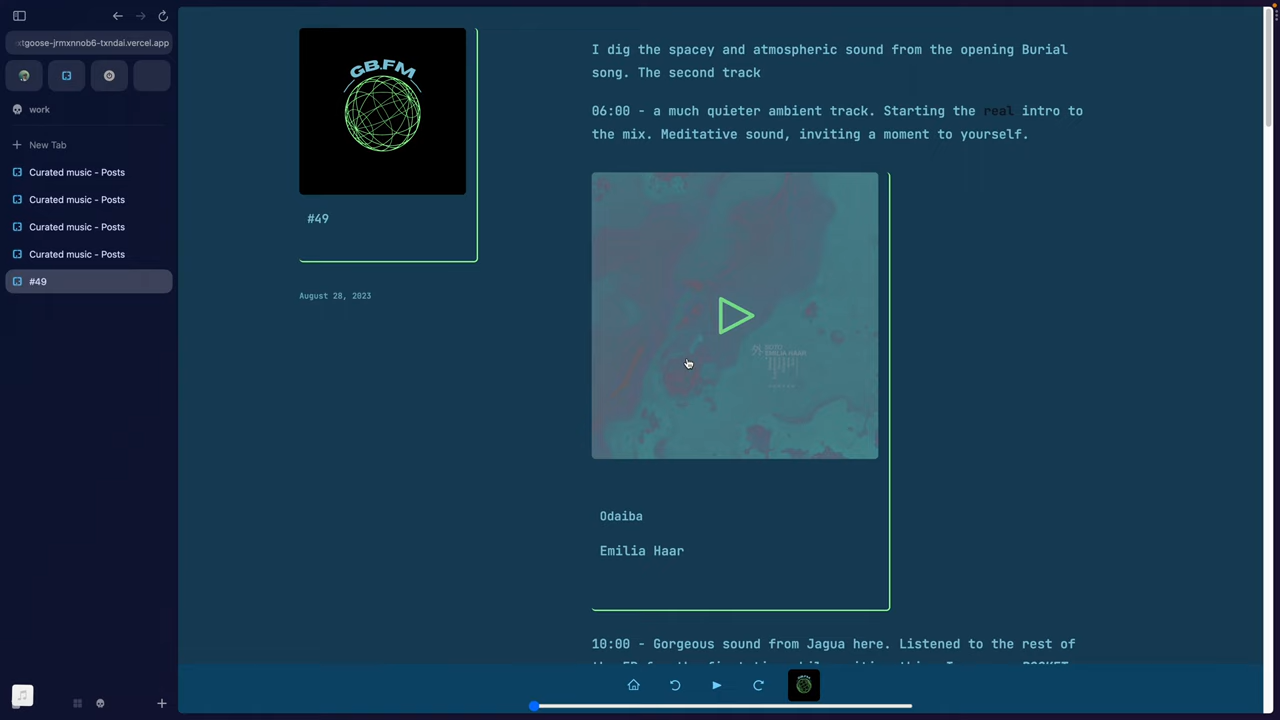 xtgoose-jrmxnnob6-txndai.vercel.app
work
New Tab
Curated music - Posts
Curated music - Posts
Curated music - Posts
Curated music - Posts
#49
GB.FM
#49
August 28, 2023
I dig the spacey and atmospheric sound from the opening Burial
song. The second track
06:00 - a much quieter ambient track. Starting the real intro to
the mix. Meditative sound, inviting a moment to yourself.
EMILIA HAAR
Odaiba
Emilia Haar
10:00 - Gorgeous sound from Jagua here. Listened to the rest of